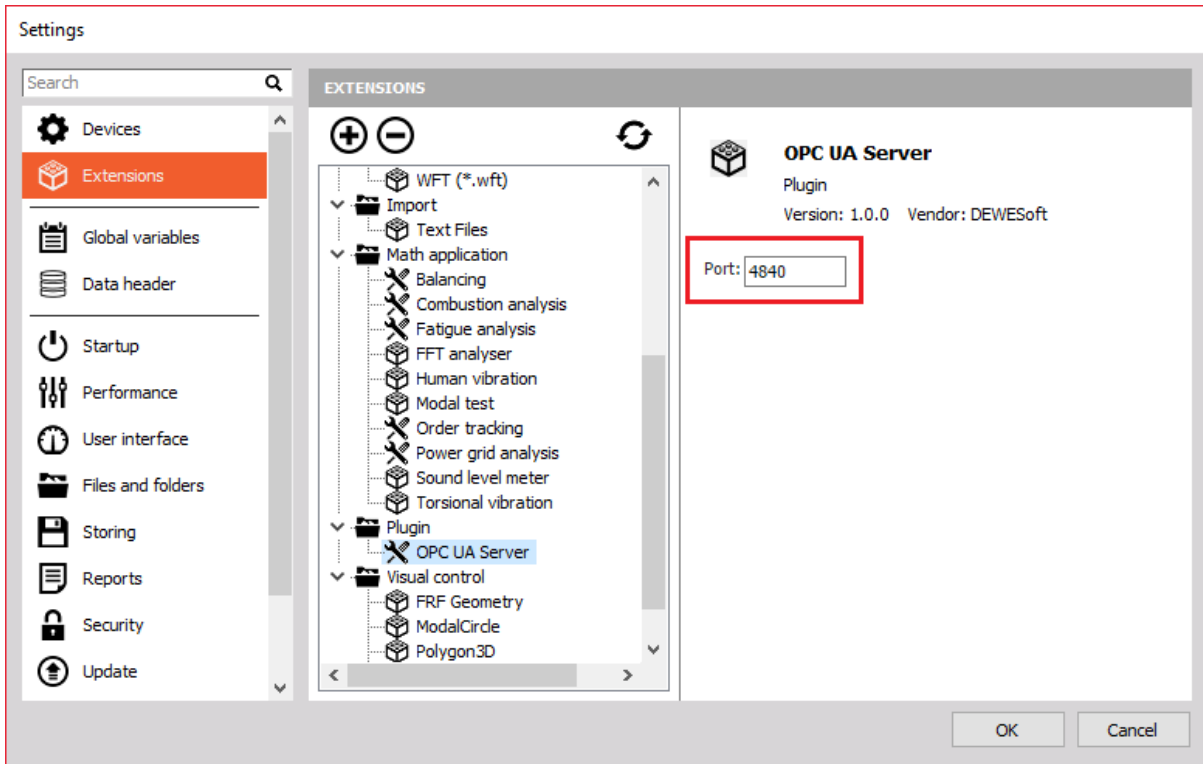 Settings
Search
Devices
Extensions
Global variables
Data header
Startup
Performance
User interface
Files and folders
Storing
Reports
Security
Update
EXTENSIONS
WFT (*.wft)
Import
Text Files
Math application
Balancing
Combustion analysis
Fatigue analysis
FFT analyser
Human vibration
Modal test
Order tracking
Power grid analysis
Sound level meter
Torsional vibration
Plugin
OPC UA Server
Visual control
FRF Geometry
ModalCircle
Polygon3D
OPC UA Server
Plugin
Version: 1.0.0 Vendor: DEWESoft
Port: 4840
OK Cancel